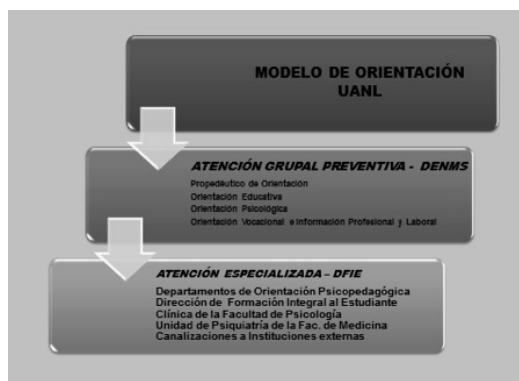 MODELO DE ORIENTACIÓN
UANL
ATENCIÓN GRUPAL PREVENTIVA - DENMS
Propedéutico de Orientación
Orientación Educativa
Orientación Psicológica
Orientación Vocacional e Información Profesional y Laboral
ATENCIÓN ESPECIALIZADA – DFIE
Departamentos de Orientación Psicopedagógica
Dirección de Formación Integral al Estudiante
Clínica de la Facultad de Psicología
Unidad de Psiquiatría de la Fac. de Medicina
Canalizaciones a Instituciones externas